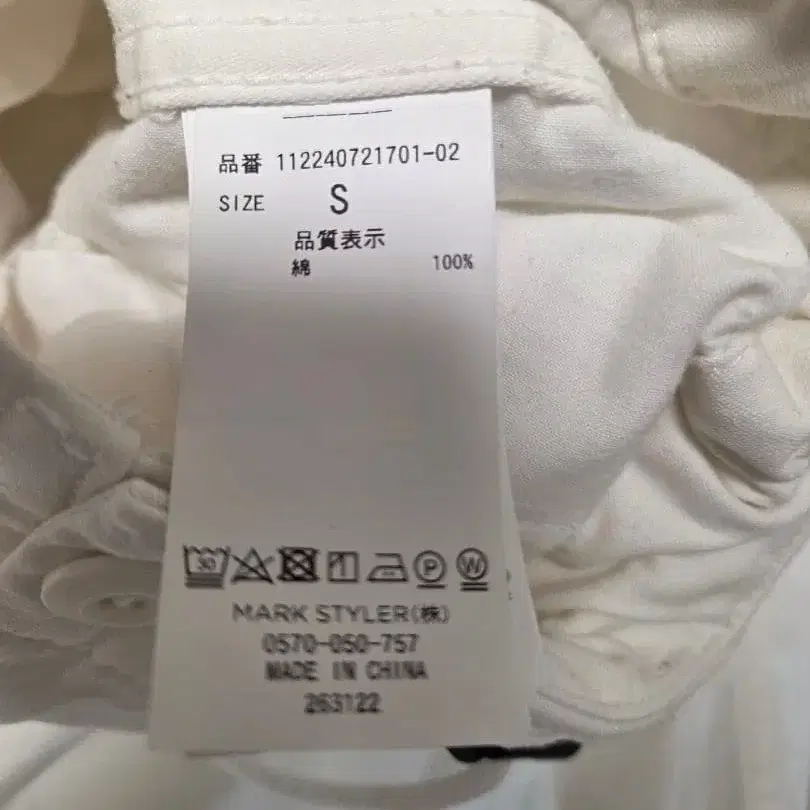 品番 112240721701-02
SIZE S
品質表示
綿 100%
30 P W
MARK STYLER(株)
0570-050-757
MADE IN CHINA
263122